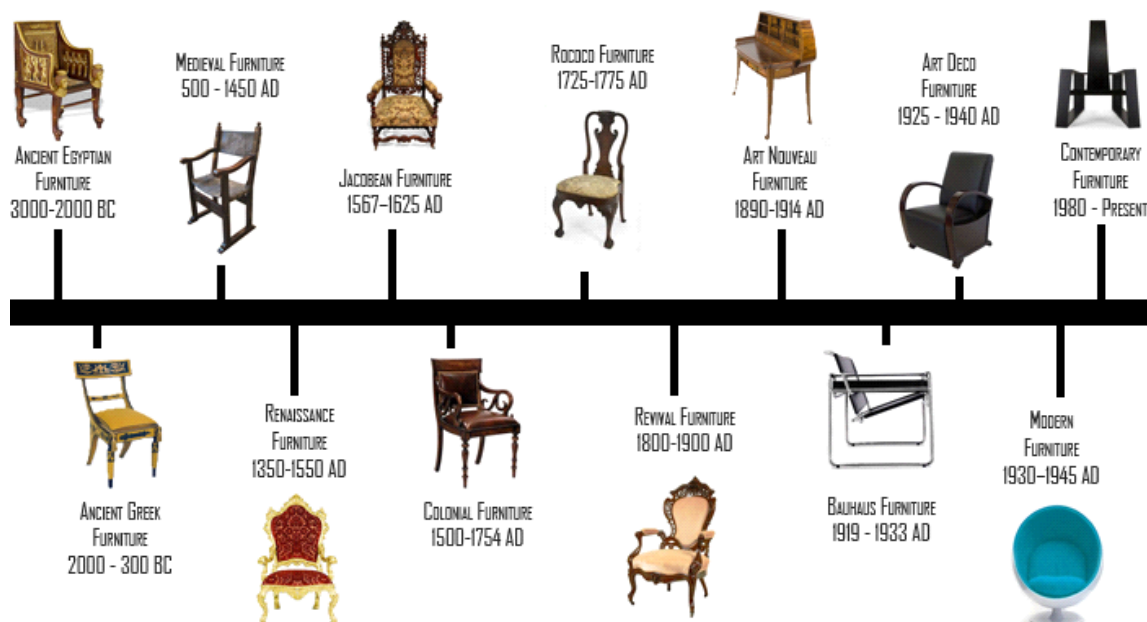 Ancient Egyptian
Furniture
3000-2000 BC
Medieval Furniture
500 - 1450 AD
Jacobean Furniture
1567–1625 AD
Rococo Furniture
1725-1775 AD
Art Nouveau
Furniture
1890-1914 AD
Art Deco
Furniture
1925 - 1940 AD
Contemporary
Furniture
1980 - Present
Ancient Greek
Furniture
2000 - 300 BC
Renaissance
Furniture
1350-1550 AD
Colonial Furniture
1500-1754 AD
Revival Furniture
1800-1900 AD
Bauhaus Furniture
1919 - 1933 AD
Modern
Furniture
1930–1945 AD